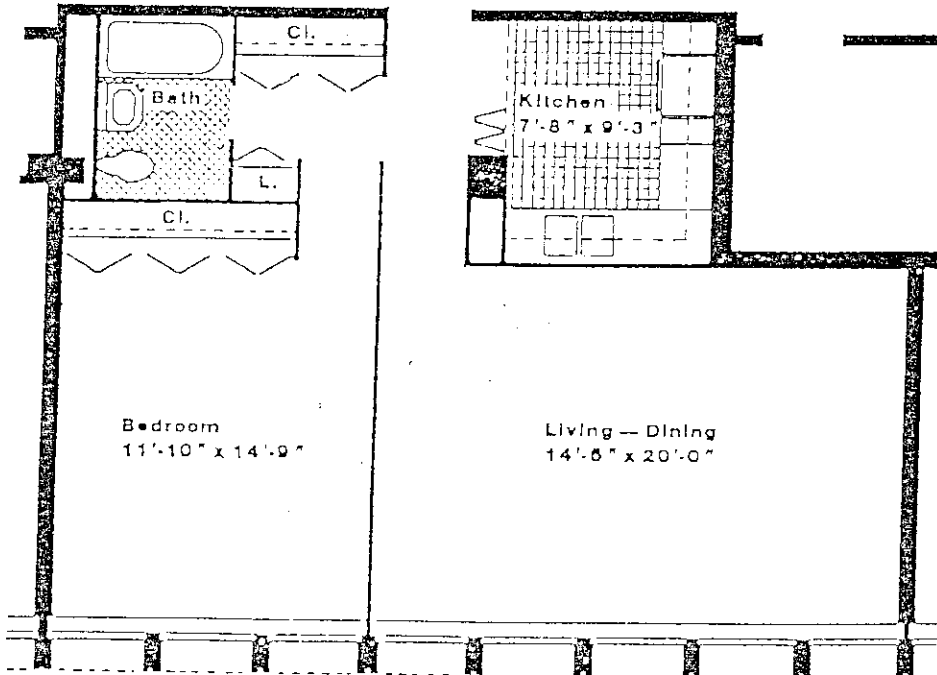 Cl.
Bath
Kitchen
7'-8" x 9'-3"
L.
Cl.
Bedroom
11'-10" x 14'-9"
Living — Dining
14'-6" x 20'-0"